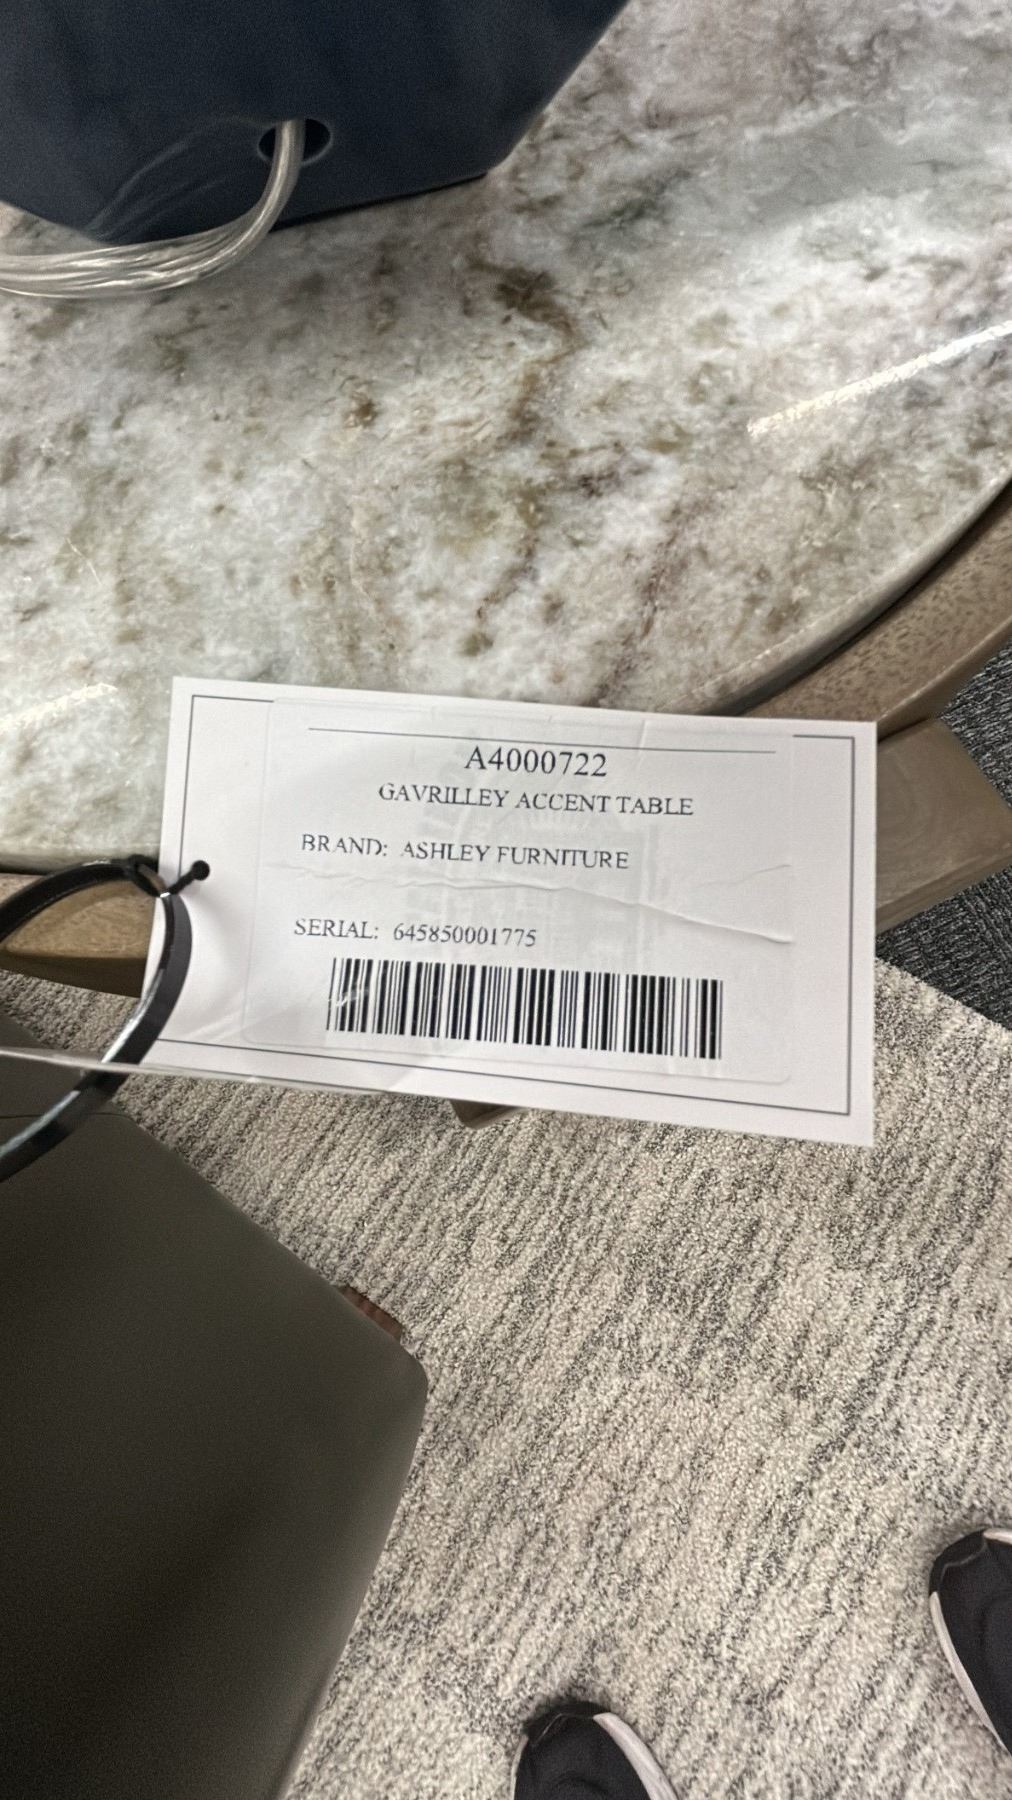 A4000722
GAVRILLEY ACCENT TABLE
BRAND: ASHLEY FURNITURE
SERIAL: 645850001775